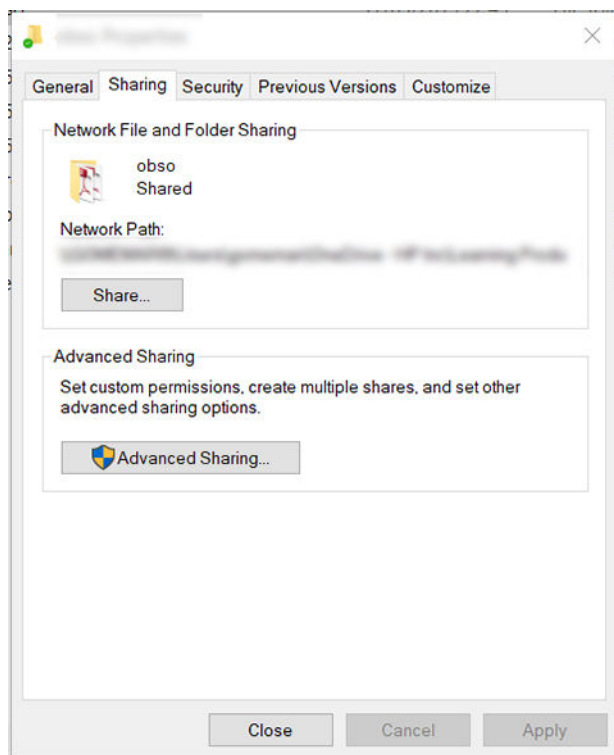 General Sharing Security Previous Versions Customize
Network File and Folder Sharing
obso
Shared
Network Path:
Share...
Advanced Sharing
Set custom permissions, create multiple shares, and set other
advanced sharing options.
Advanced Sharing...
Close Cancel Apply